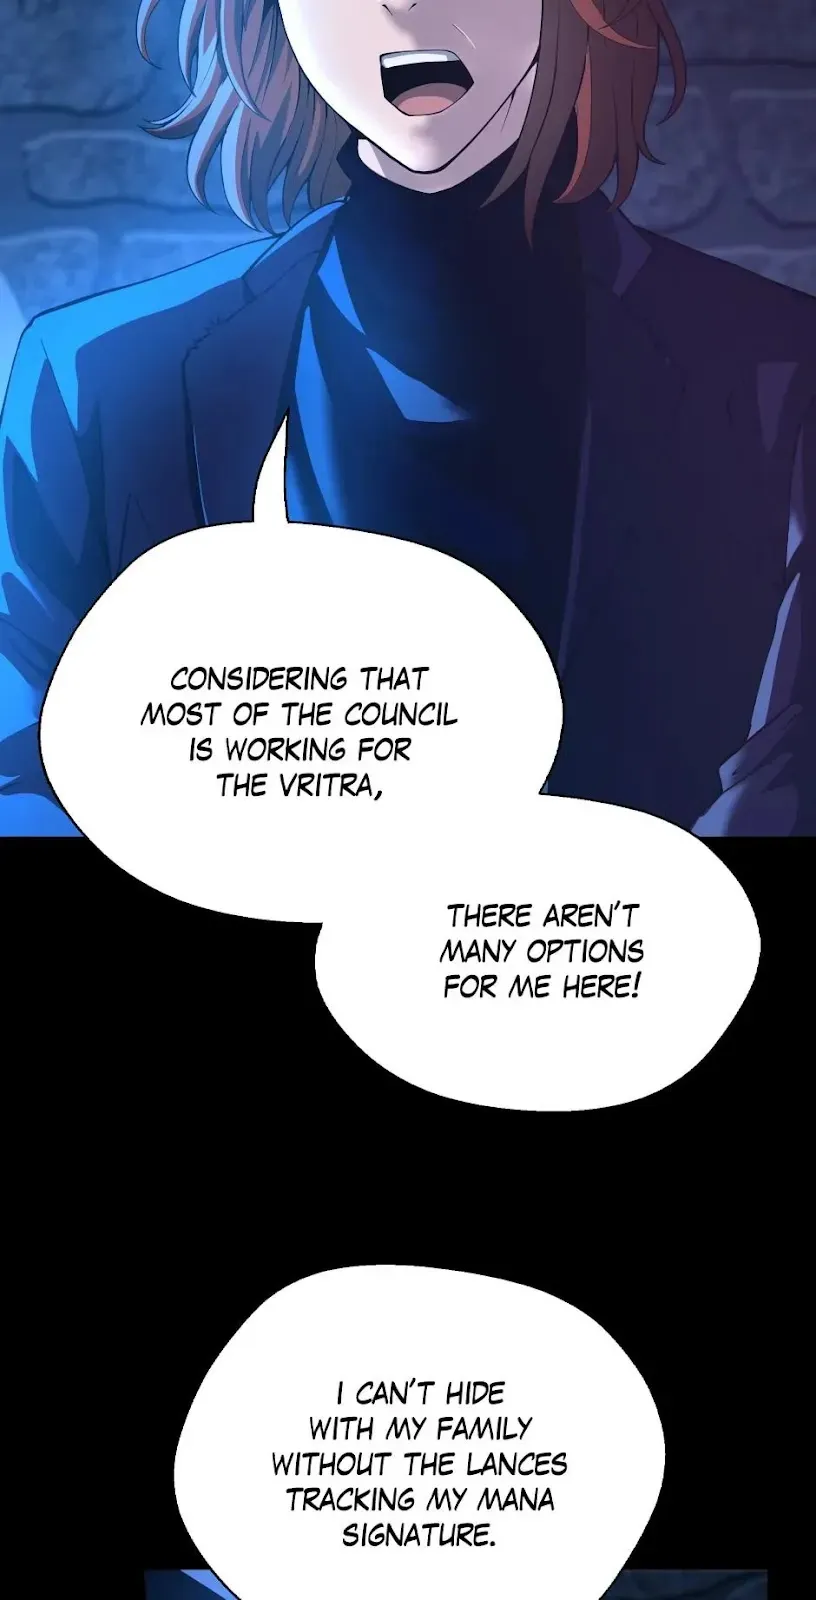 CONSIDERING THAT
MOST OF THE COUNCIL
IS WORKING FOR
THE VRITRA,
THERE AREN'T
MANY OPTIONS
FOR ME HERE!
I CAN'T HIDE
WITH MY FAMILY
WITHOUT THE LANCES
TRACKING MY MANA
SIGNATURE.